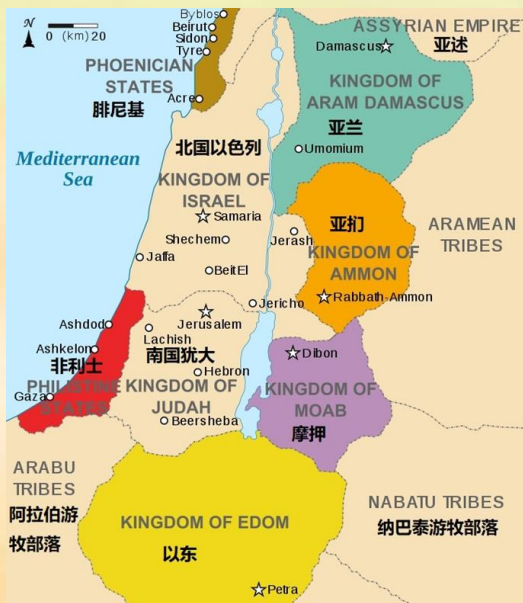 Byblos
N
0 (km) 20
Beirut
Sidon
Tyre
ASSYRIAN EMPIRE
亚述
Damascus
PHOENICIAN
STATES
腓尼基
KINGDOM OF
ARAM DAMASCUS
亚兰
Acre
Umomium
Mediterranean
Sea
北国以色列
KINGDOM OF
ISRAEL
Samaria
Shechem
Jaffa
BeitEl
亚扪
Jerash
KINGDOM OF
AMMON
Rabbath-Ammon
ARAMEAN
TRIBES
Jericho
Ashdod
Jerusalem
Lachish
Ashkelon
南国犹大
非利士
Hebron
PHILISTINE
STATES
Gaza
KINGDOM OF
JUDAH
Beersheba
Dibon
KINGDOM OF
MOAB
摩押
ARABU
TRIBES
阿拉伯游
牧部落
NABATU TRIBES
纳巴泰游牧部落
KINGDOM OF EDOM
以东
Petra